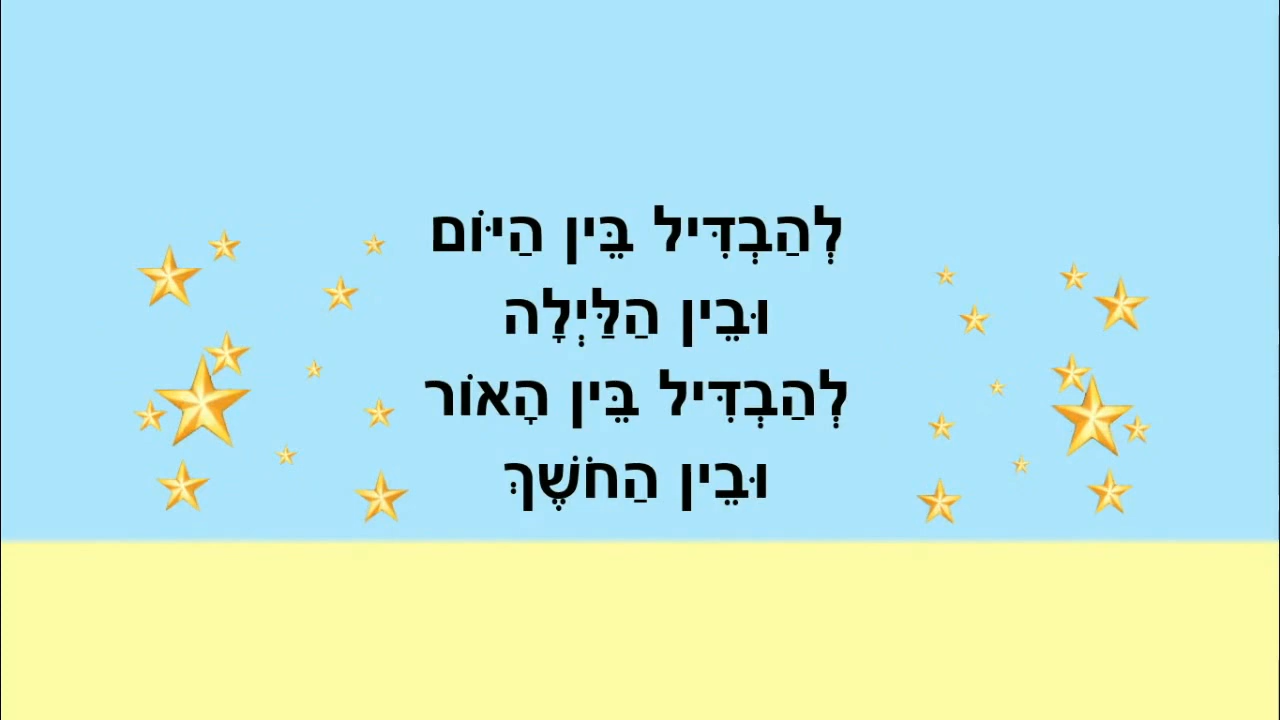 לְהַבְדִּיל בֵּין הַיּוֹם
וּבֵין הַלַּיְלָה
לְהַבְדִּיל בֵּין הָאוֹר
וּבֵין הַחֹשֶׁךְ